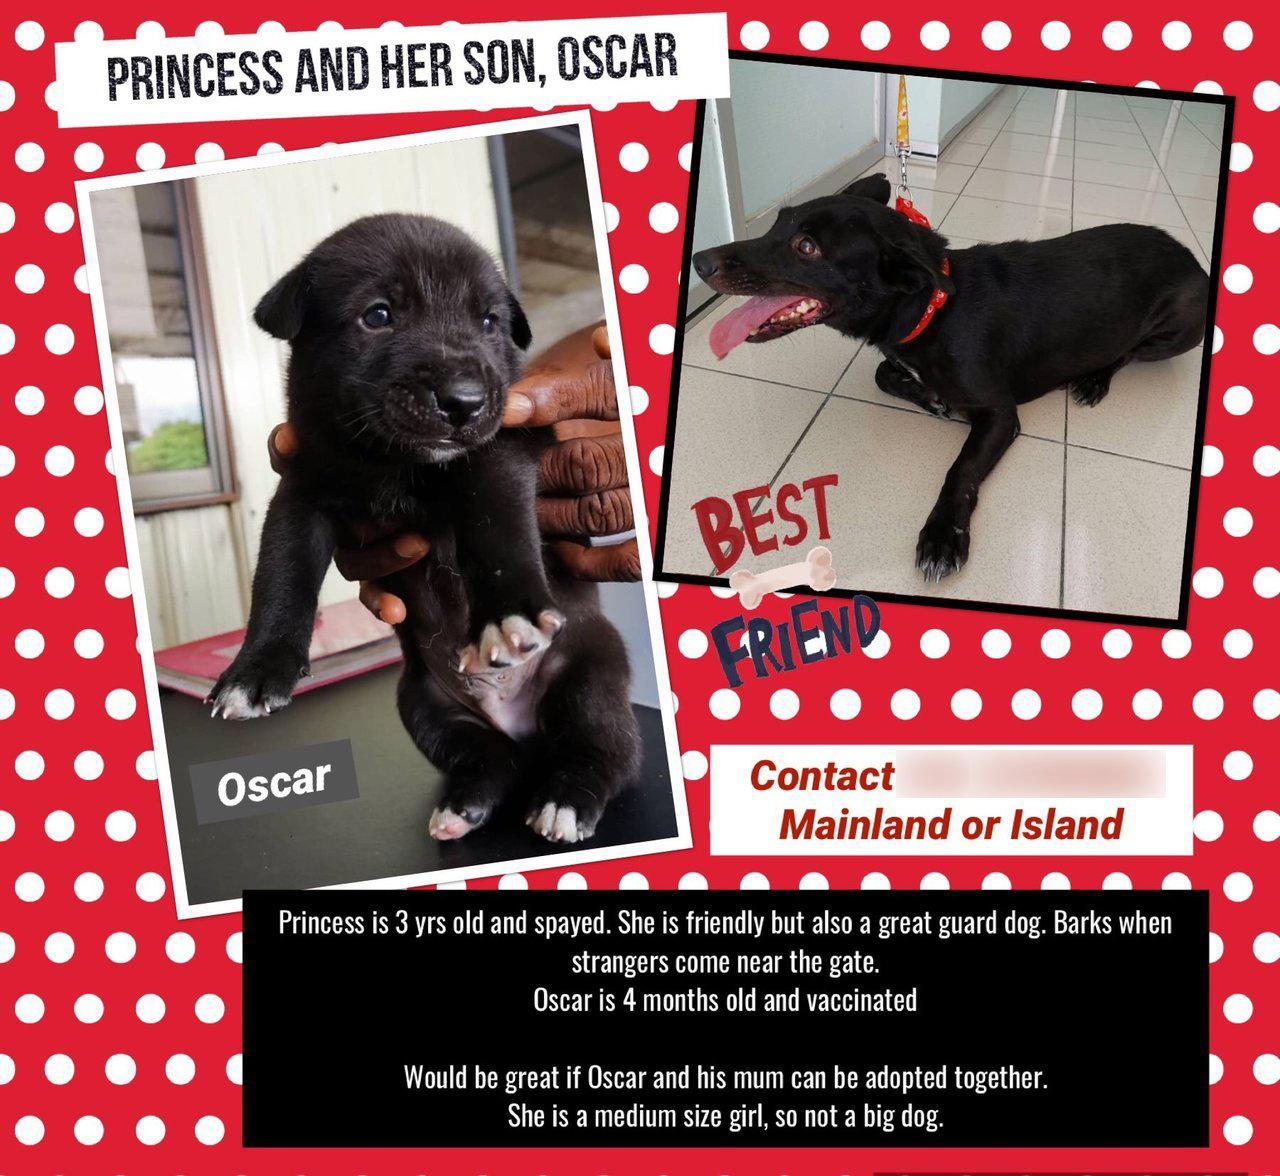 PRINCESS AND HER SON, OSCAR
BEST
FRIEND
Oscar
Contact
Mainland or Island
Princess is 3 yrs old and spayed. She is friendly but also a great guard dog. Barks when
strangers come near the gate.
Oscar is 4 months old and vaccinated
Would be great if Oscar and his mum can be adopted together.
She is a medium size girl, so not a big dog.